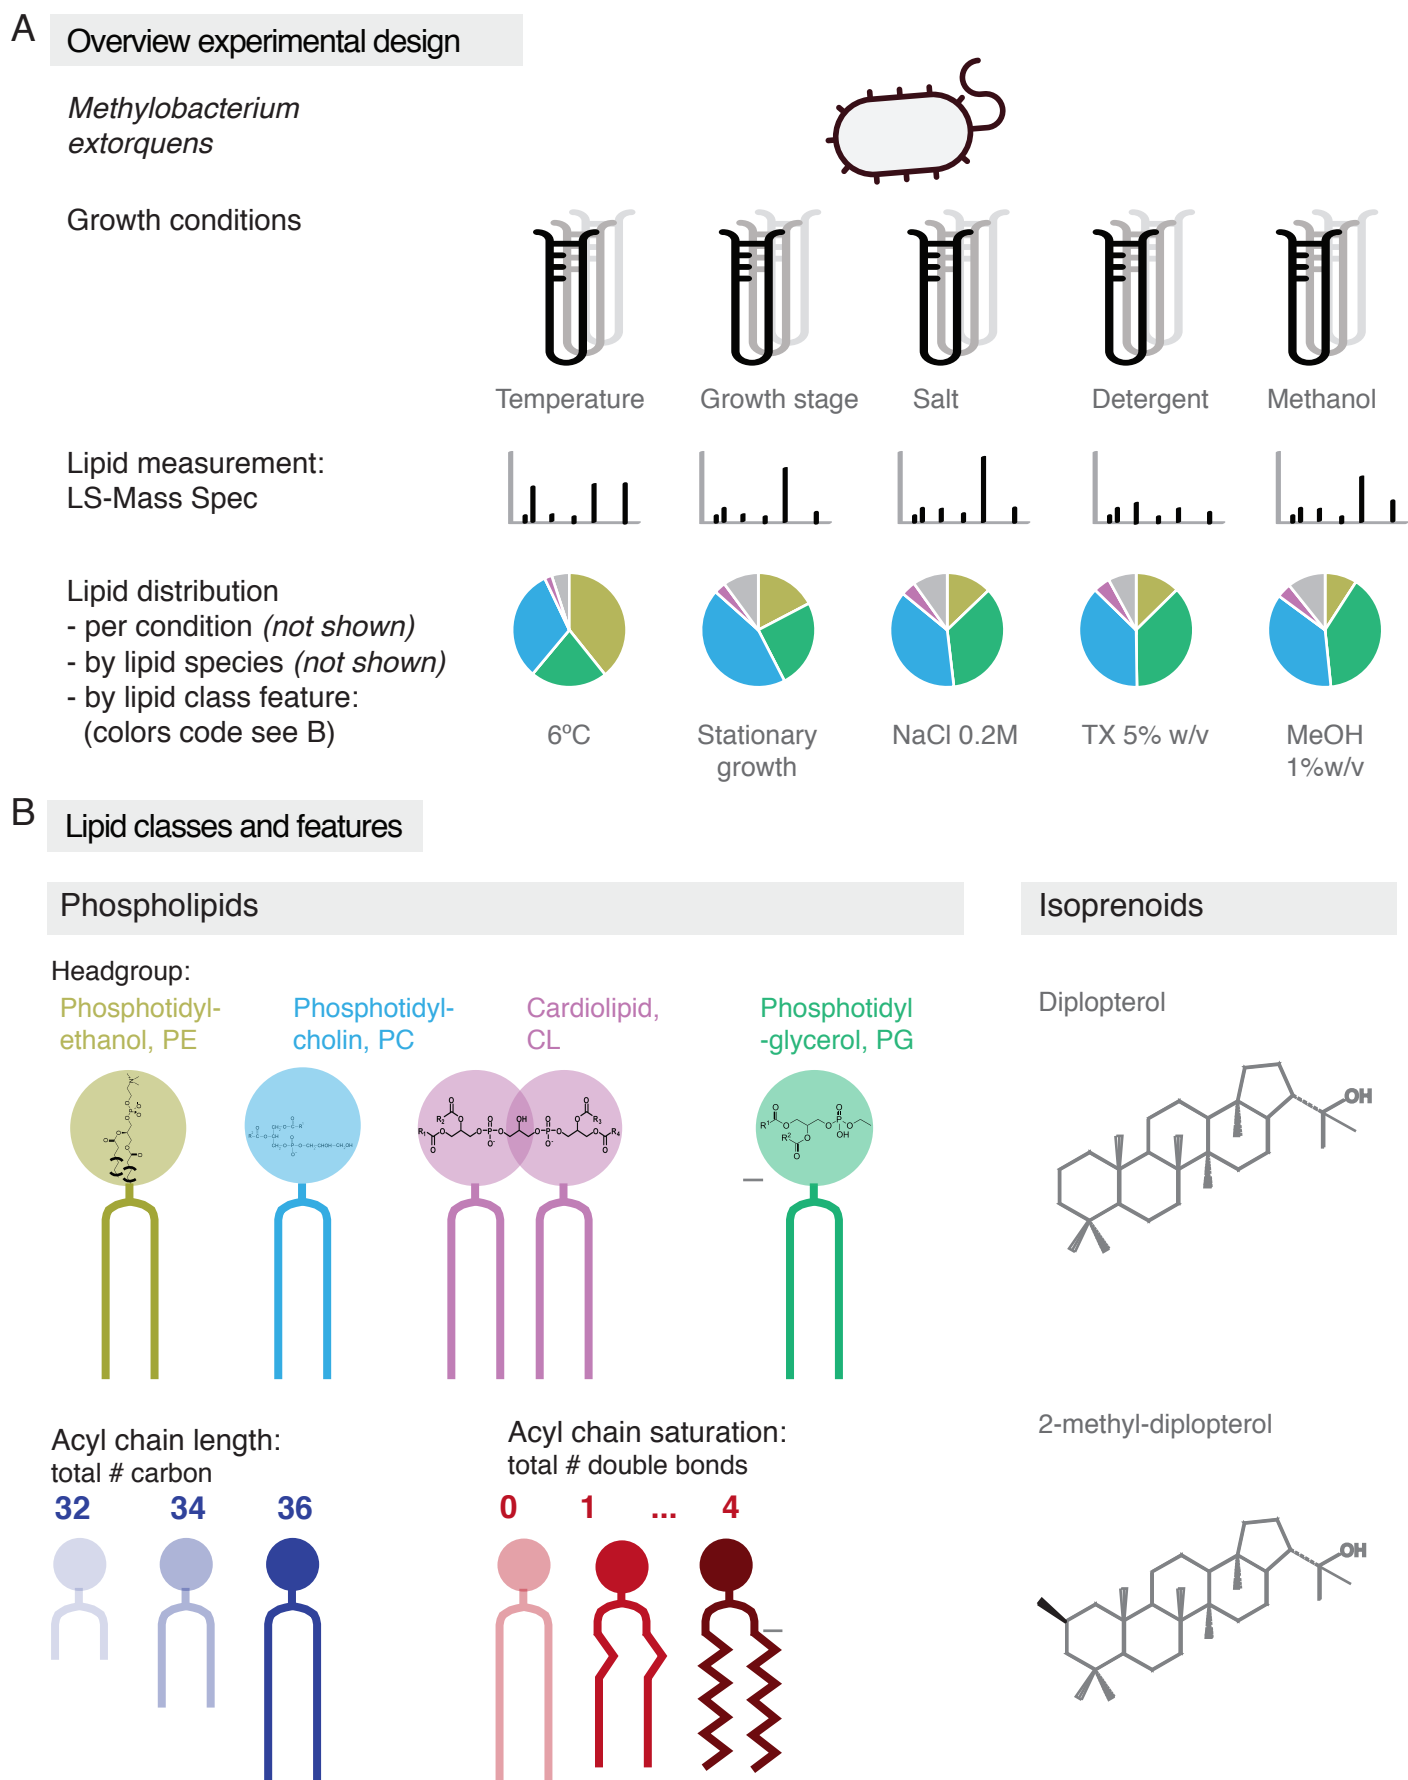 A
Overview experimental design
Methylobacterium
extorquens
Growth conditions
Temperature
Growth stage
Salt
Detergent
Methanol
Lipid measurement:
LS-Mass Spec
Lipid distribution
- per condition (not shown)
- by lipid species (not shown)
- by lipid class feature:
(colors code see B)
6ºC
Stationary
growth
NaCl 0.2M
TX 5% w/v
MeOH
1%w/v
B
Lipid classes and features
Phospholipids
Isoprenoids
Headgroup:
Phosphotidyl-
ethanol, PE
Phosphotidyl-
cholin, PC
Cardiolipid,
CL
Phosphotidyl
-glycerol, PG
Diplopterol
OH
2-methyl-diplopterol
OH
Acyl chain length:
total # carbon
32 34 36
Acyl chain saturation:
total # double bonds
0 1 ... 4